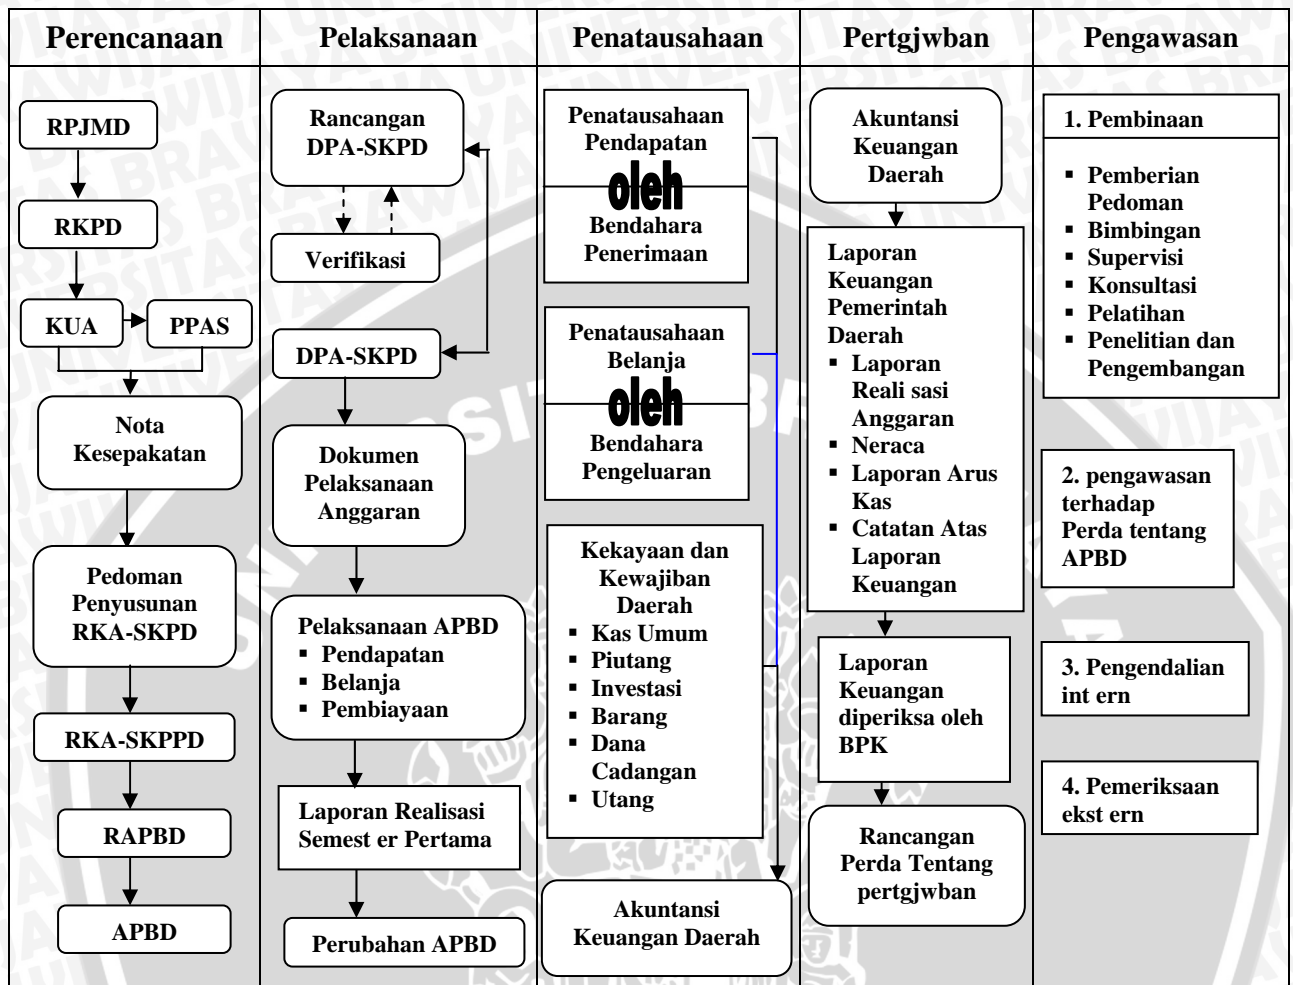 Perencanaan
Pelaksanaan
Penatausahaan
Pertgjwban
Pengawasan
RPJMD
RKPD
KUA
PPAS
Nota
Kesepakatan
Pedoman
Penyusunan
RKA-SKPD
RKA-SKPPD
RAPBD
APBD
Rancangan
DPA-SKPD
Verifikasi
DPA-SKPD
Dokumen
Pelaksanaan
Anggaran
Pelaksanaan APBD
▪ Pendapatan
▪ Belanja
▪ Pembiayaan
Laporan Realisasi
Semest er Pertama
Perubahan APBD
Penatausahaan
Pendapatan
oleh
Bendahara
Penerimaan
Penatausahaan
Belanja
oleh
Bendahara
Pengeluaran
Kekayaan dan
Kewajiban
Daerah
▪ Kas Umum
▪ Piutang
▪ Investasi
▪ Barang
▪ Dana
Cadangan
▪ Utang
Akuntansi
Keuangan Daerah
Akuntansi
Keuangan
Daerah
Laporan
Keuangan
Pemerintah
Daerah
▪ Laporan
Reali sasi
Anggaran
▪ Neraca
▪ Laporan Arus
Kas
▪ Catatan Atas
Laporan
Keuangan
Laporan
Keuangan
diperiksa oleh
BPK
Rancangan
Perda Tentang
pertgjwban
1. Pembinaan
▪ Pemberian
Pedoman
▪ Bimbingan
▪ Supervisi
▪ Konsultasi
▪ Pelatihan
▪ Penelitian dan
Pengembangan
2. pengawasan
terhadap
Perda tentang
APBD
3. Pengendalian
int ern
4. Pemeriksaan
ekst ern